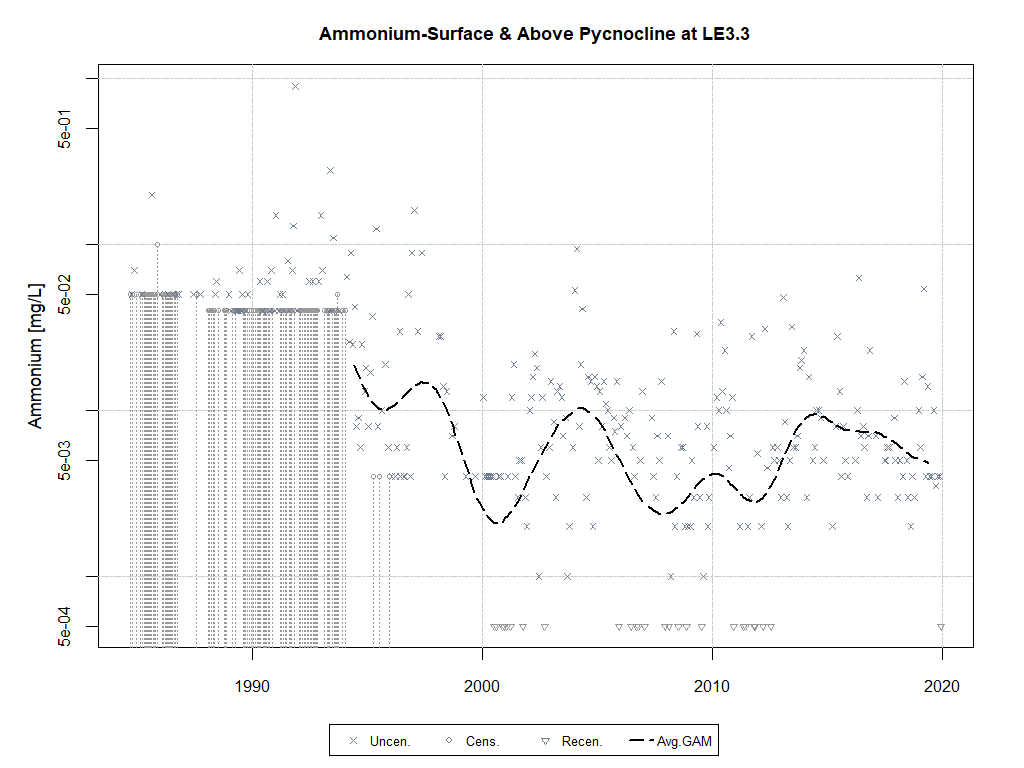 Ammonium-Surface & Above Pycnocline at LE3.3
Ammonium [mg/L]
5e-01
5e-02
5e-03
5e-04
1990 2000 2010 2020
Uncen. Cens. Recen. Avg.GAM